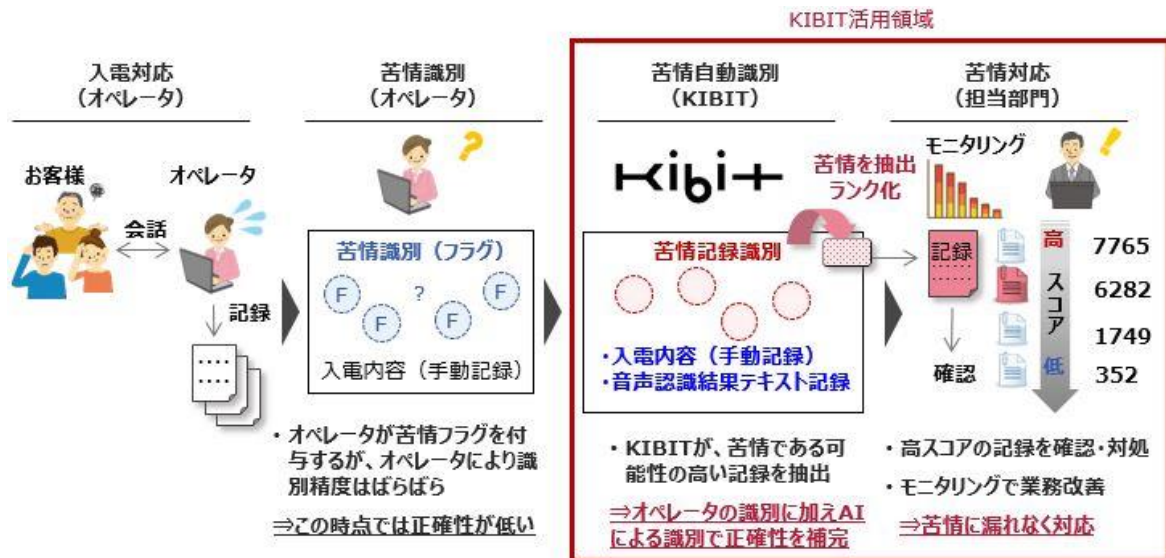 KIBIT活用領域
入電対応
（オペレータ）
お客様
オペレータ
会話
記録
苦情識別
（オペレータ）
?
苦情識別（フラグ）
F
F
?
F
F
入電内容（手動記録）
・オペレータが苦情フラグを付
与するが、オペレータにより識
別精度はばらばら
⇒この時点では正確性が低い
苦情自動識別
（KIBIT）
kibit
苦情を抽出
ランク化
苦情記録識別
・入電内容（手動記録）
・音声認識結果テキスト記録
・KIBITが、苦情である可
能性の高い記録を抽出
⇒オペレータの識別に加えAI
による識別で正確性を補完
苦情対応
（担当部門）
モニタリング
!
記録
確認
高
スコア
低
7765
6282
1749
352
・高スコアの記録を確認・対処
・モニタリングで業務改善
⇒苦情に漏れなく対応